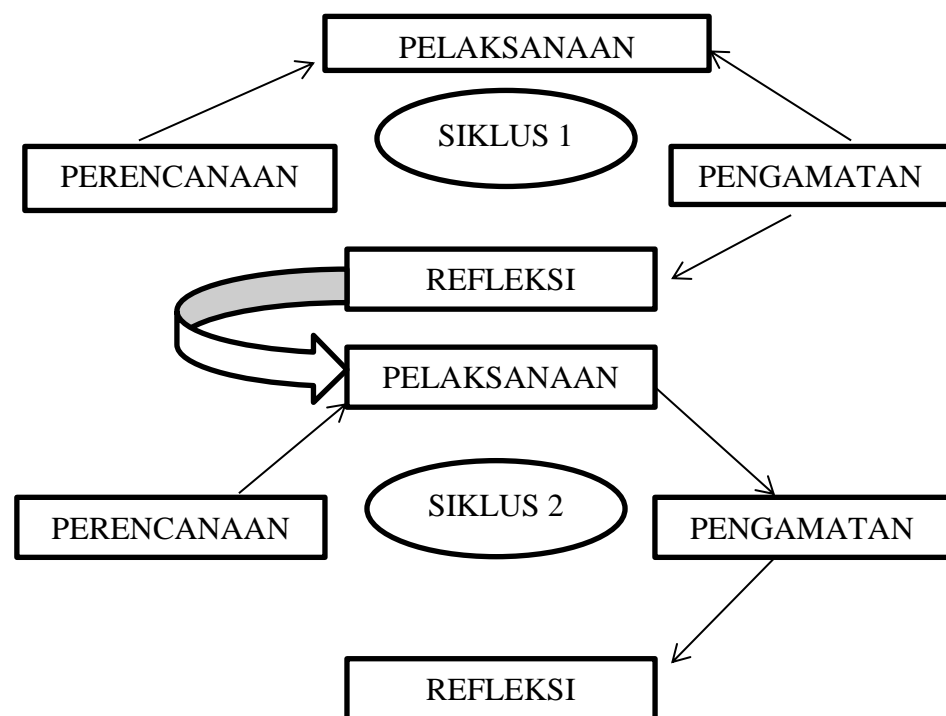 PELAKSANAAN
SIKLUS 1
PERENCANAAN
PENGAMATAN
REFLEKSI
PELAKSANAAN
SIKLUS 2
PERENCANAAN
PENGAMATAN
REFLEKSI